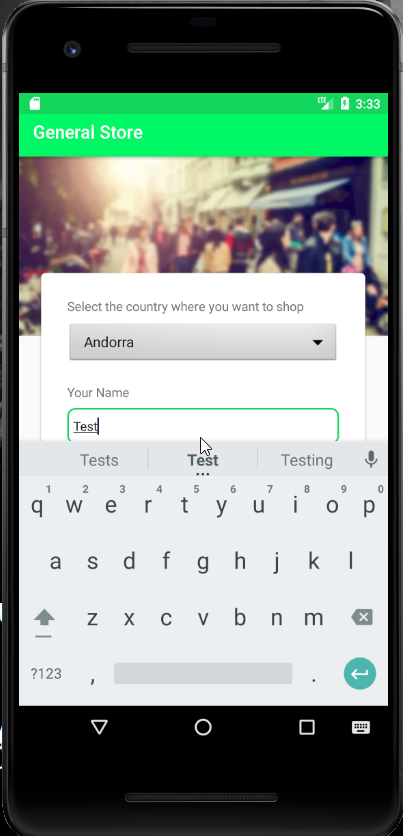 LTE 3:33
General Store
Select the country where you want to shop
Andorra
Your Name
Test
Tests Test Testing
1 2 3 4 5 6 7 8 9 0
q w e r t y u i o p
a s d f g h j k l
z x c v b n m
?123 , .